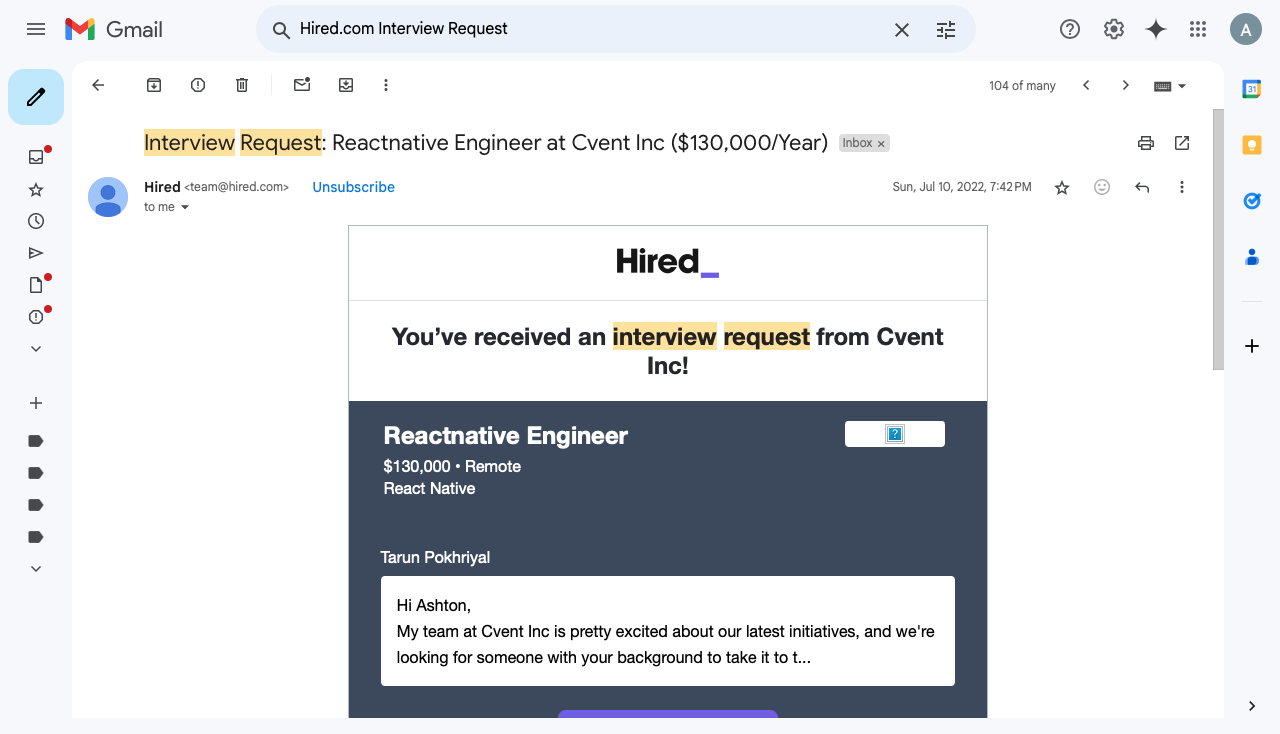 Gmail
Hired.com Interview Request
A
104 of many
Interview Request: Reactnative Engineer at Cvent Inc ($130,000/Year)
Inbox ×
Hired <team@hired.com> Unsubscribe
Sun, Jul 10, 2022, 7:42 PM
to me
31
Hired_
You’ve received an interview request from Cvent
Inc!
Reactnative Engineer
?
$130,000 • Remote
React Native
Tarun Pokhriyal
Hi Ashton,
My team at Cvent Inc is pretty excited about our latest initiatives, and we're
looking for someone with your background to take it to t...